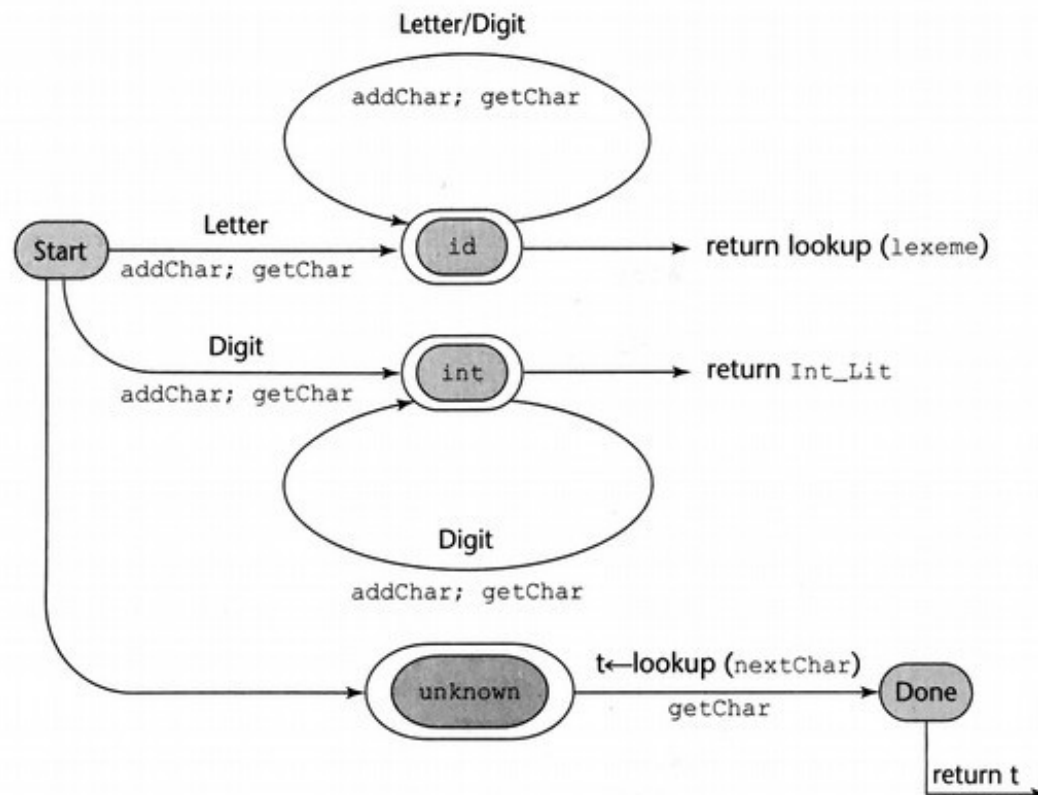 Letter/Digit
addChar; getChar
Start
Letter
addChar; getChar
id
return lookup (lexeme)
Digit
addChar; getChar
int
return Int_Lit
Digit
addChar; getChar
unknown
t←lookup (nextChar)
getChar
Done
return t